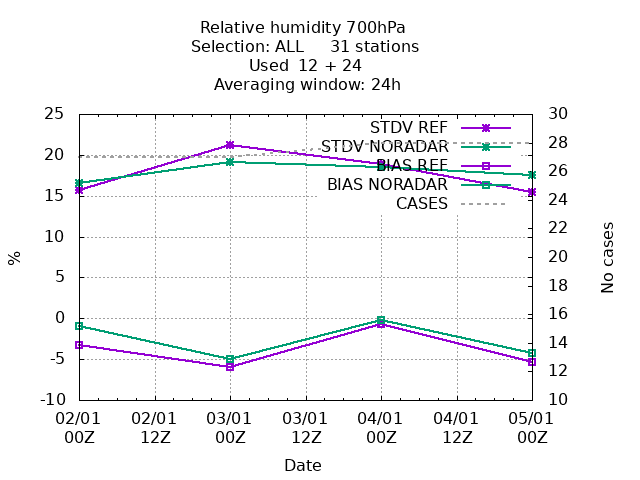 Relative humidity 700hPa
Selection: ALL     31 stations
Used  12 + 24
Averaging window: 24h
25
20
15
10
5
0
-5
-10
%
30
28
26
24
22
20
18
16
14
12
10
No cases
STDV REF
STDV NORADAR
BIAS REF
BIAS NORADAR
CASES
02/01 02/01 03/01 03/01 04/01 04/01 05/01
00Z 12Z 00Z 12Z 00Z 12Z 00Z
Date